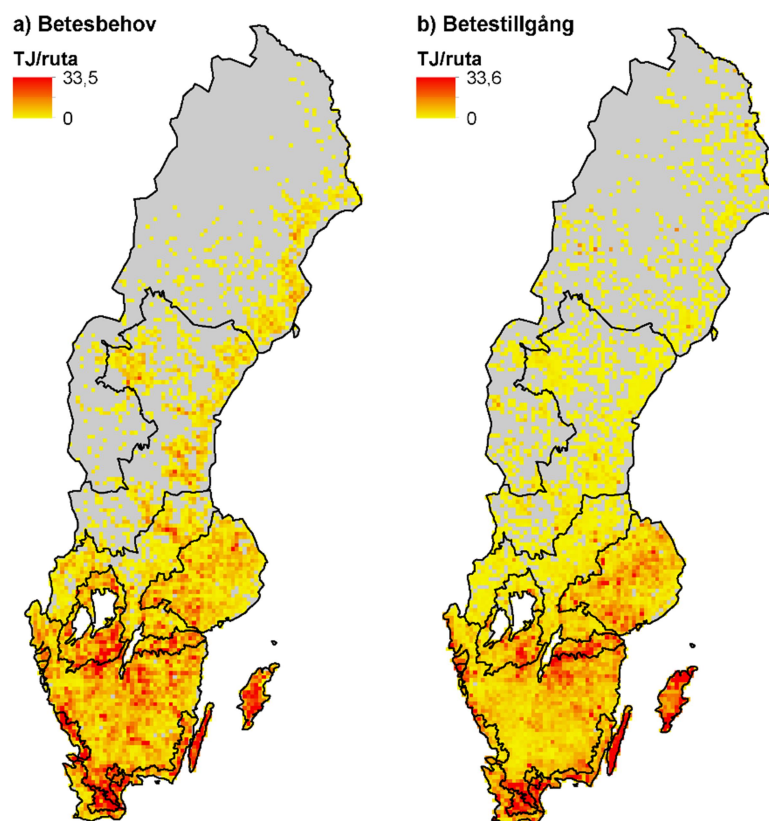 a) Betesbehov
TJ/ruta
33,5
0
b) Betestillgång
TJ/ruta
33,6
0